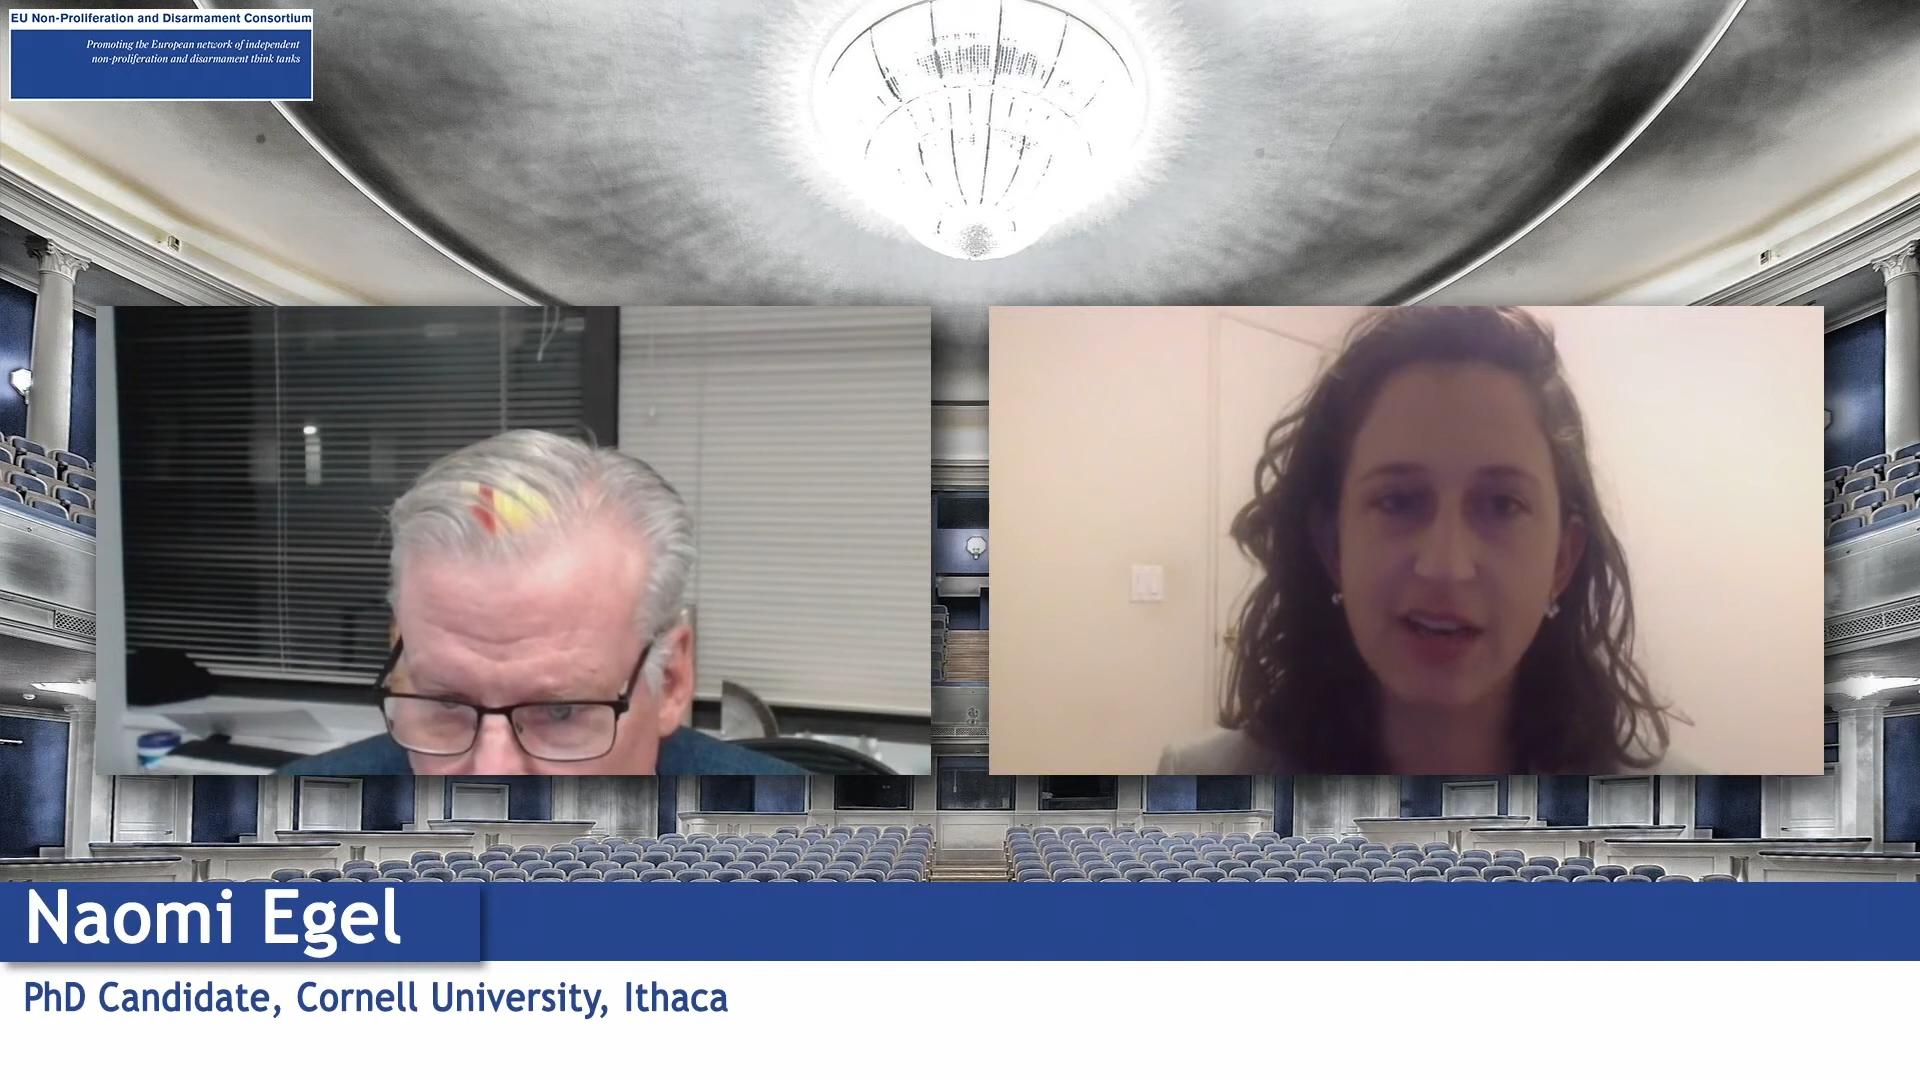 EU Non-Proliferation and Disarmament Consortium
Promoting the European network of independent
non-proliferation and disarmament think tanks
Naomi Egel
PhD Candidate, Cornell University, Ithaca